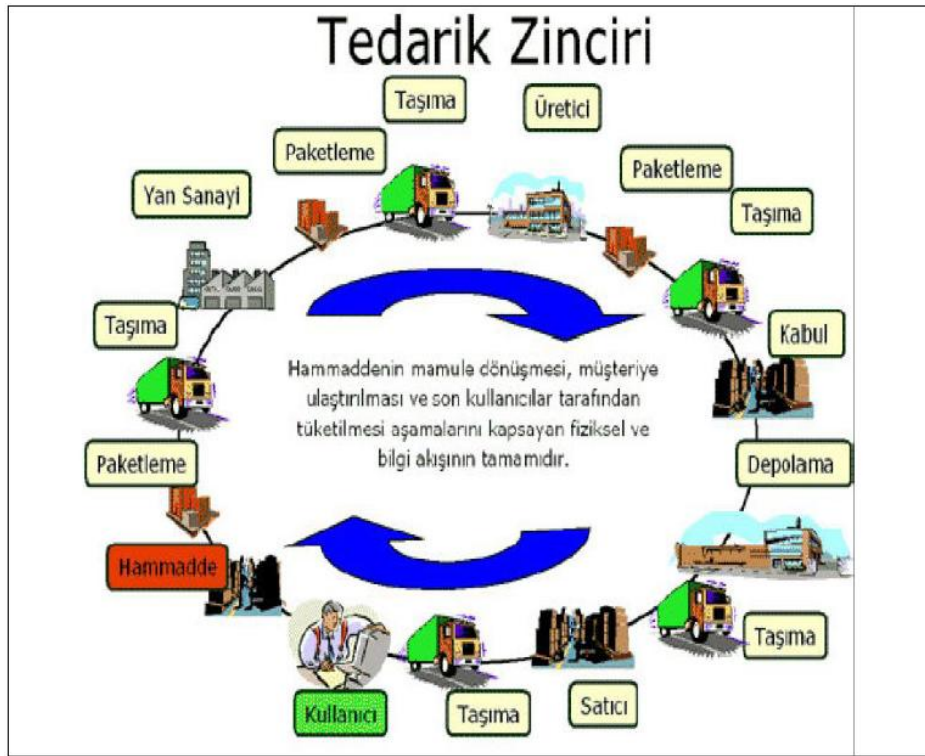 Tedarik Zinciri
Taşıma
Üretici
Paketleme
Paketleme
Yan Sanayi
Taşıma
Taşıma
Kabul
Hammaddenin mamule dönüşmesi, müşteriye
ulaştırılması ve son kullanıcılar tarafından
tüketilmesi aşamalarını kapsayan fiziksel ve
bilgi akışının tamamıdır.
Paketleme
Depolama
Hammadde
Taşıma
Kullanıcı
Taşıma
Satıcı